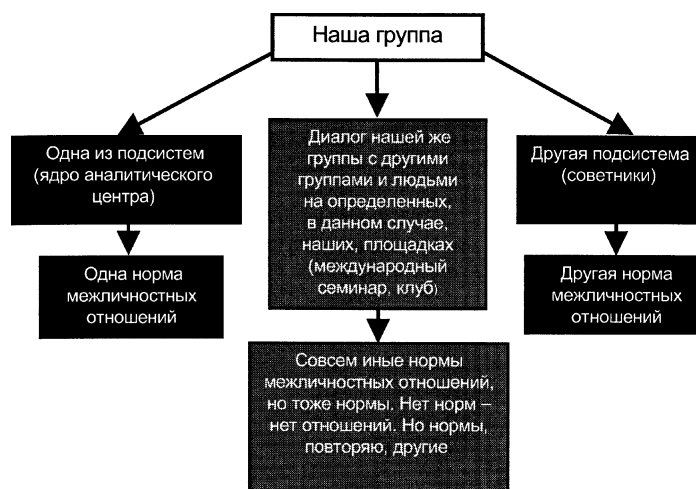 Наша группа
Одна из подсистем
(ядро аналитического
центра)
Диалог нашей же
группы с другими
группами и людьми
на определенных,
в данном случае,
наших, площадках
(международный
семинар, клуб)
Другая подсистема
(советники)
Одна норма
межличностных
отношений
Другая норма
межличностных
отношений
Совсем иные нормы
межличностных отношений,
но тоже нормы. Нет норм –
нет отношений. Но нормы,
повторяю, другие